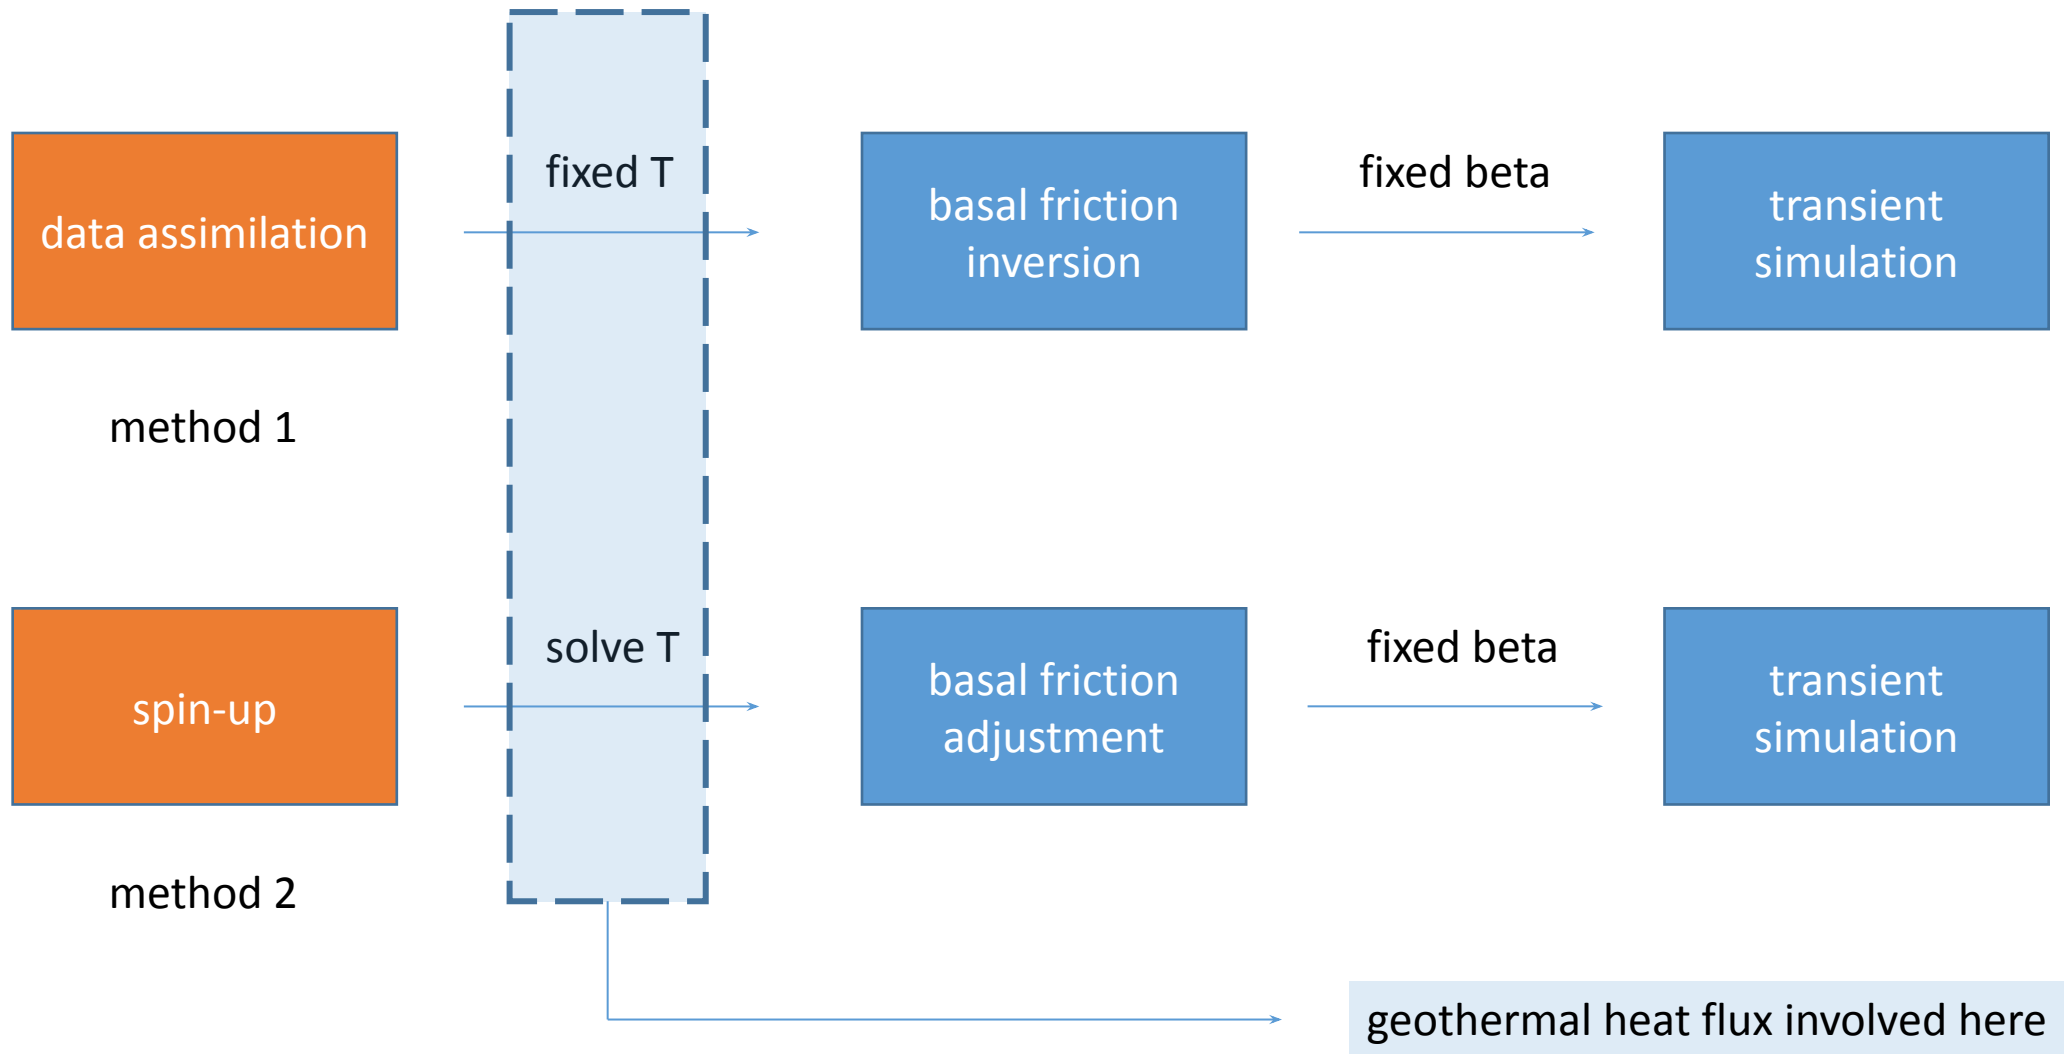 data assimilation
fixed T
basal friction
inversion
fixed beta
transient
simulation
method 1
spin-up
solve T
basal friction
adjustment
fixed beta
transient
simulation
method 2
geothermal heat flux involved here